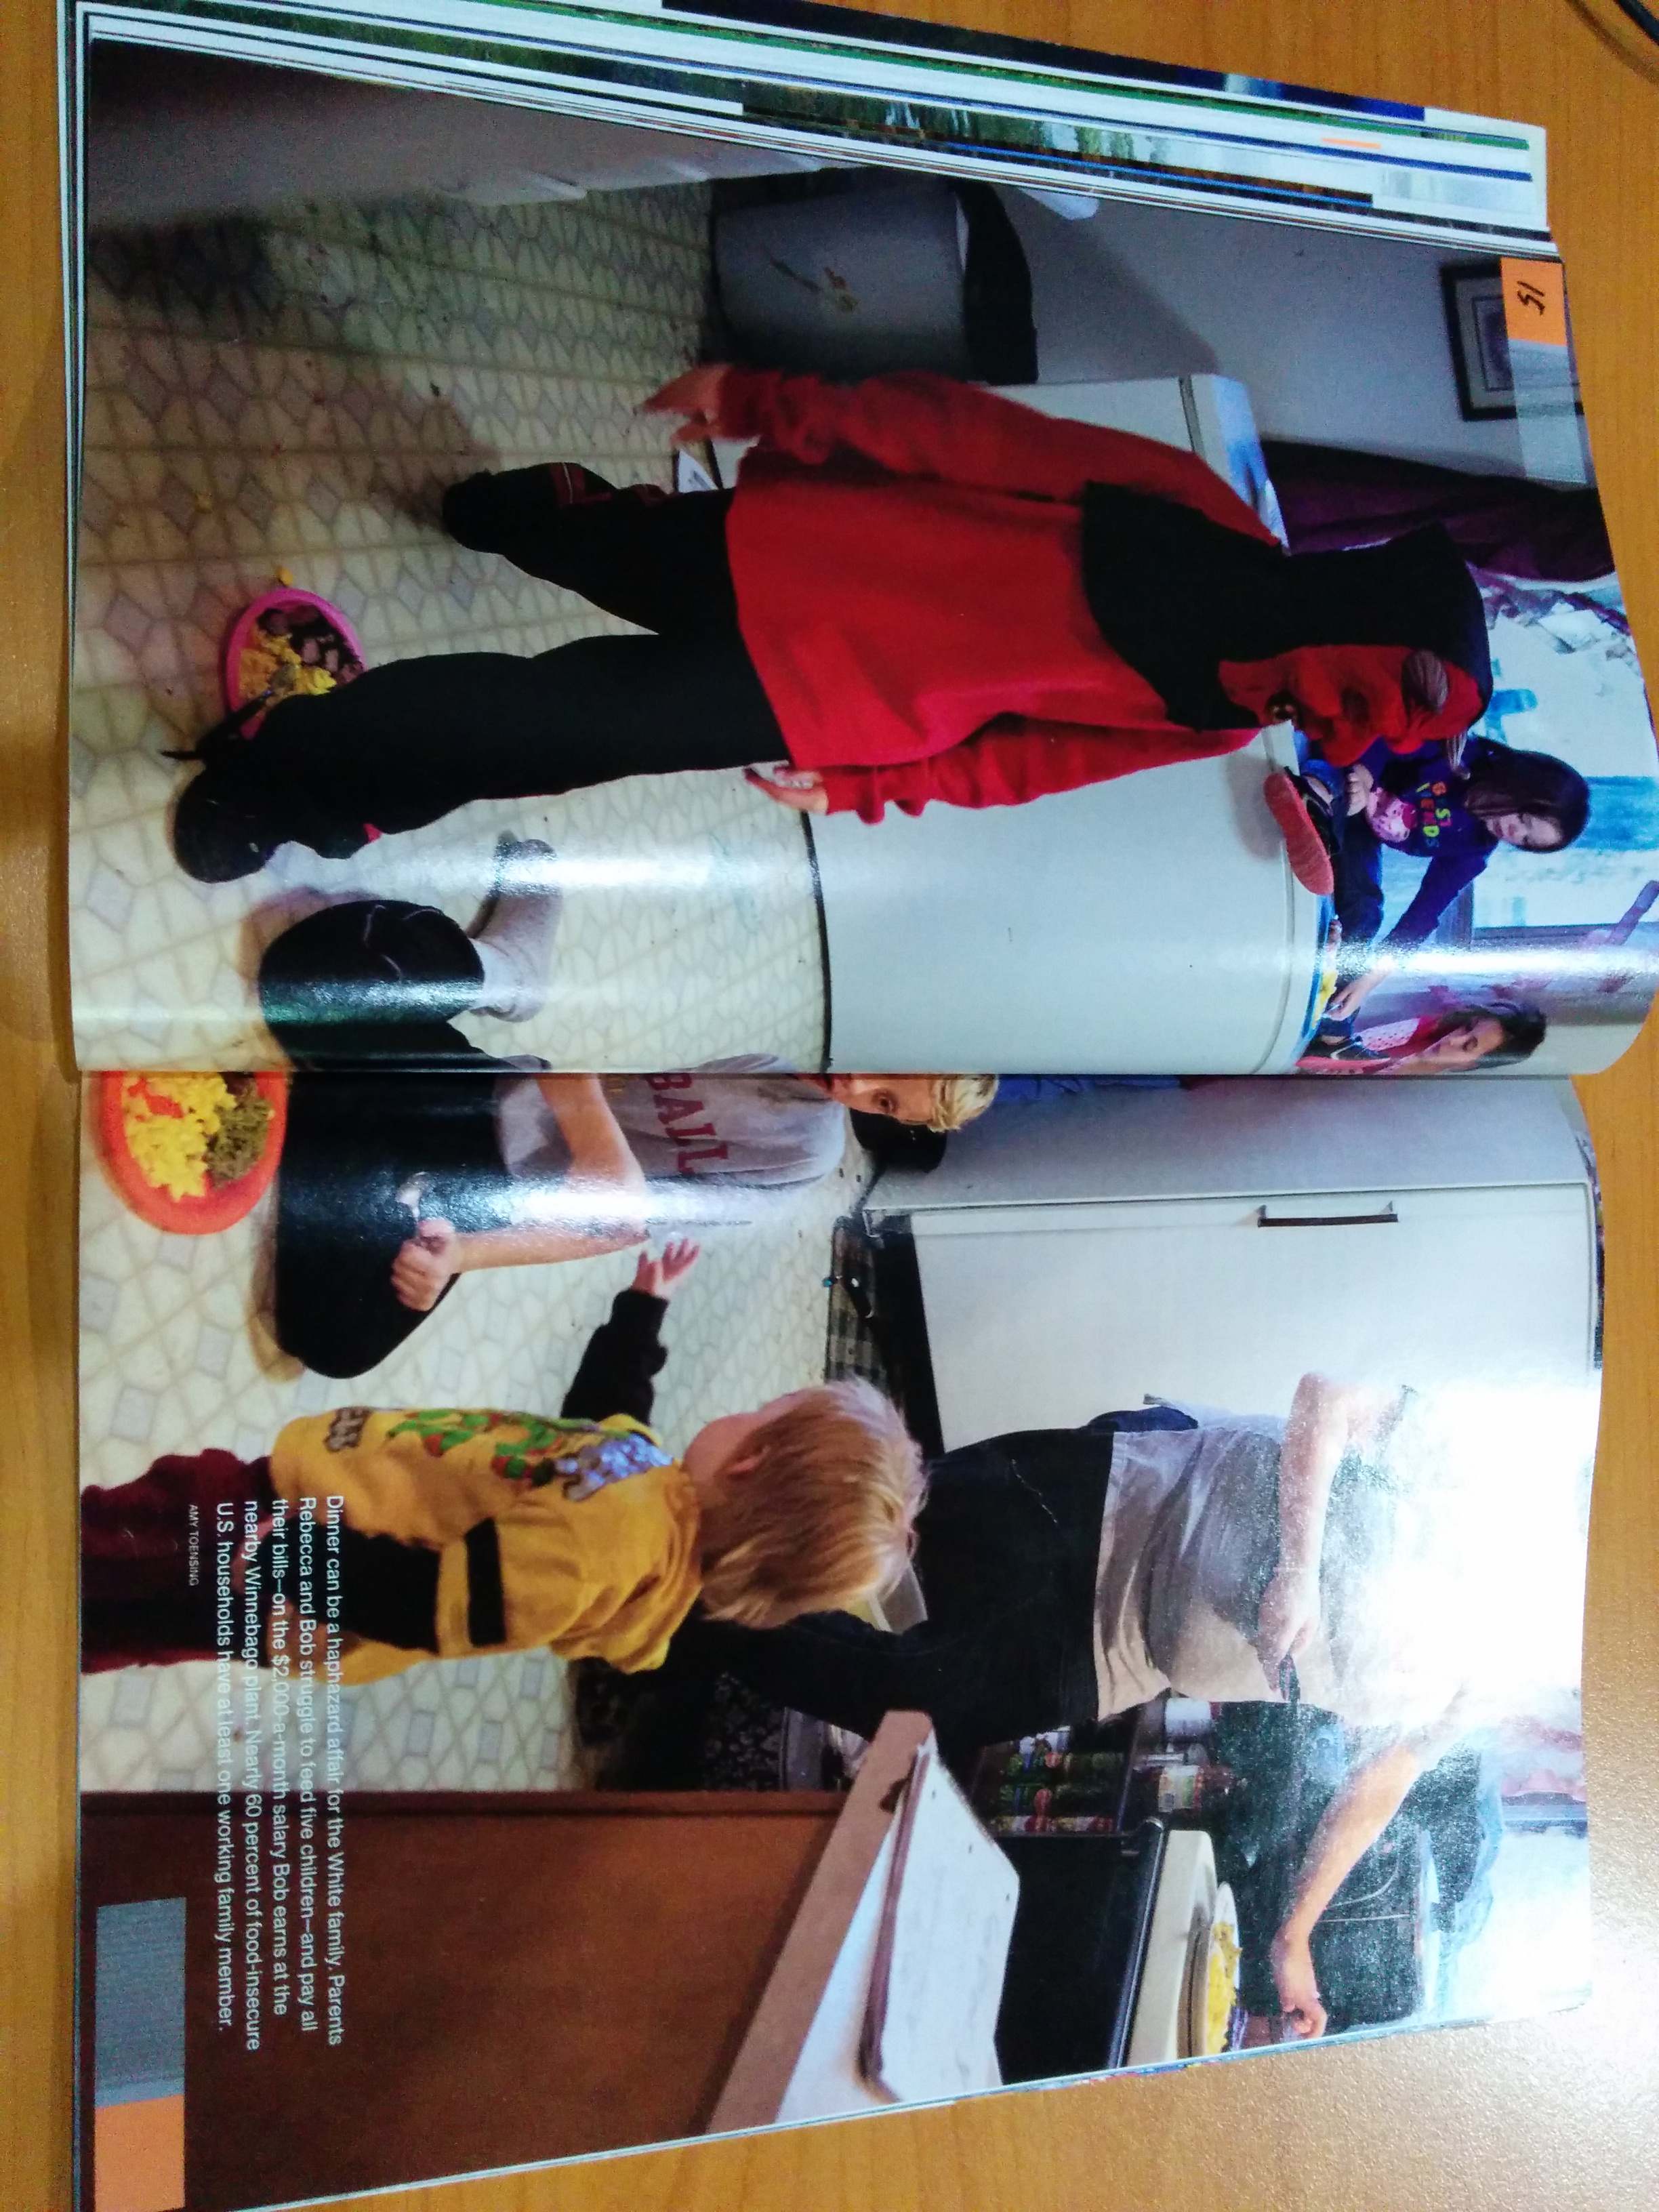 15
BEST
BALL
Dinner can be a haphazard affair for the White family. Parents
Rebecca and Bob struggle to feed five children—and pay all
their bills—on the $2,000-a-month salary Bob earns at the
nearby Winnebago plant. Nearly 60 percent of food-insecure
U.S. households have at least one working family member.
AMY TOENSING